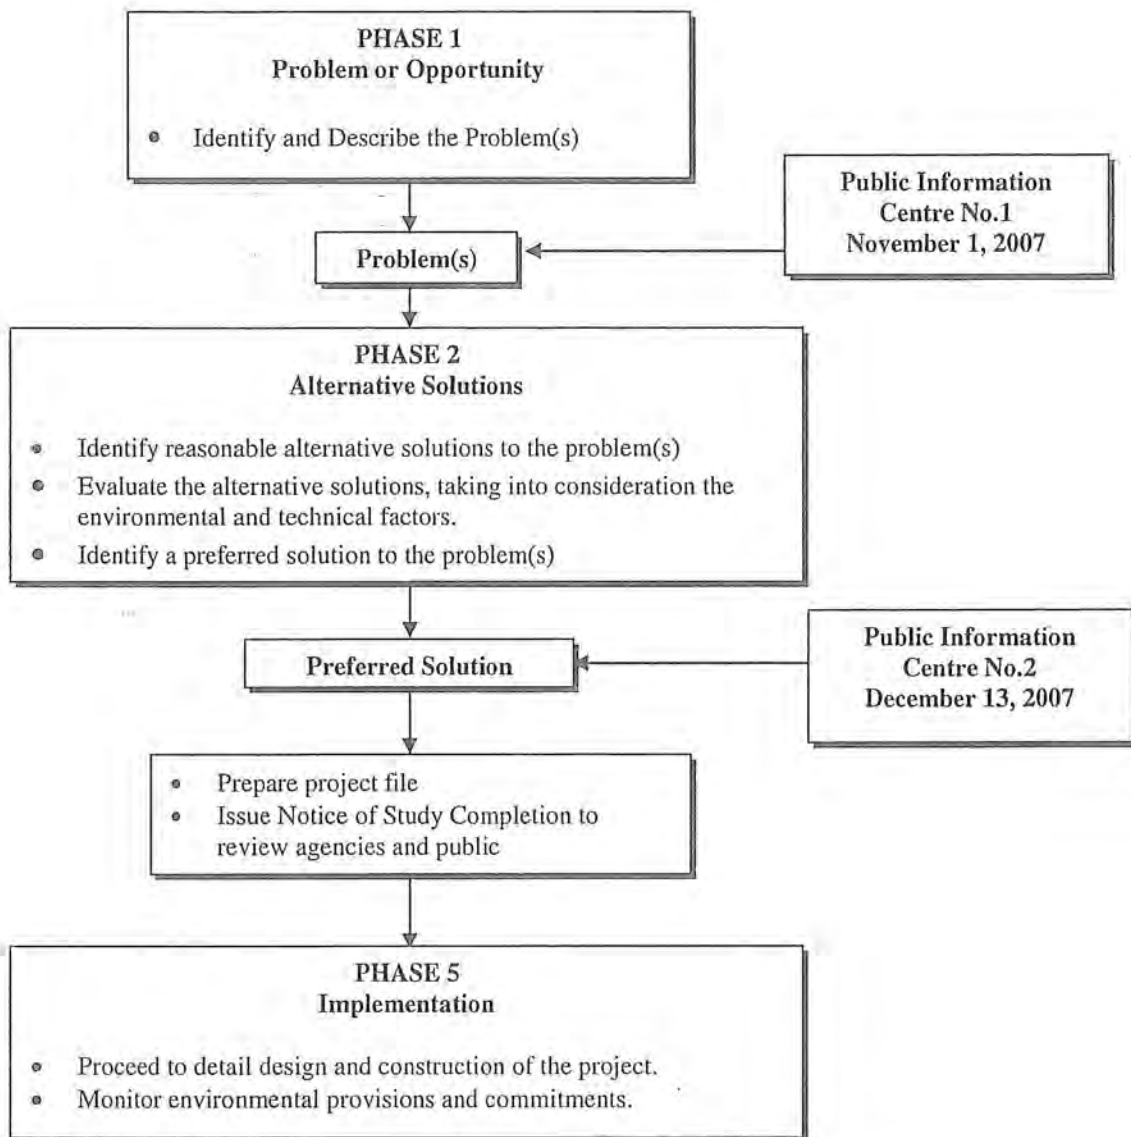 PHASE 1
Problem or Opportunity
• Identify and Describe the Problem(s)
Public Information
Centre No.1
November 1, 2007
Problem(s)
PHASE 2
Alternative Solutions
• Identify reasonable alternative solutions to the problem(s)
• Evaluate the alternative solutions, taking into consideration the
environmental and technical factors.
• Identify a preferred solution to the problem(s)
Public Information
Centre No.2
December 13, 2007
Preferred Solution
• Prepare project file
• Issue Notice of Study Completion to
review agencies and public
PHASE 5
Implementation
• Proceed to detail design and construction of the project.
• Monitor environmental provisions and commitments.